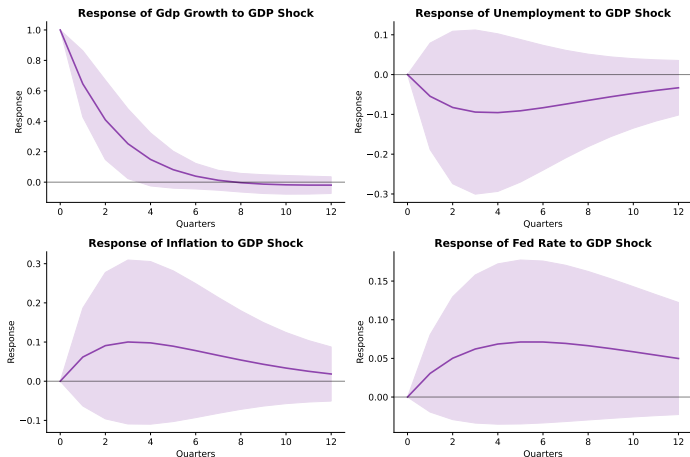 Response of Gdp Growth to GDP Shock
1.0
0.8
0.6
0.4
0.2
0.0
Response
0 2 4 6 8 10 12
Quarters
Response of Unemployment to GDP Shock
0.1
0.0
−0.1
−0.2
−0.3
Response
0 2 4 6 8 10 12
Quarters
Response of Inflation to GDP Shock
0.3
0.2
0.1
0.0
−0.1
Response
0 2 4 6 8 10 12
Quarters
Response of Fed Rate to GDP Shock
0.15
0.10
0.05
0.00
Response
0 2 4 6 8 10 12
Quarters